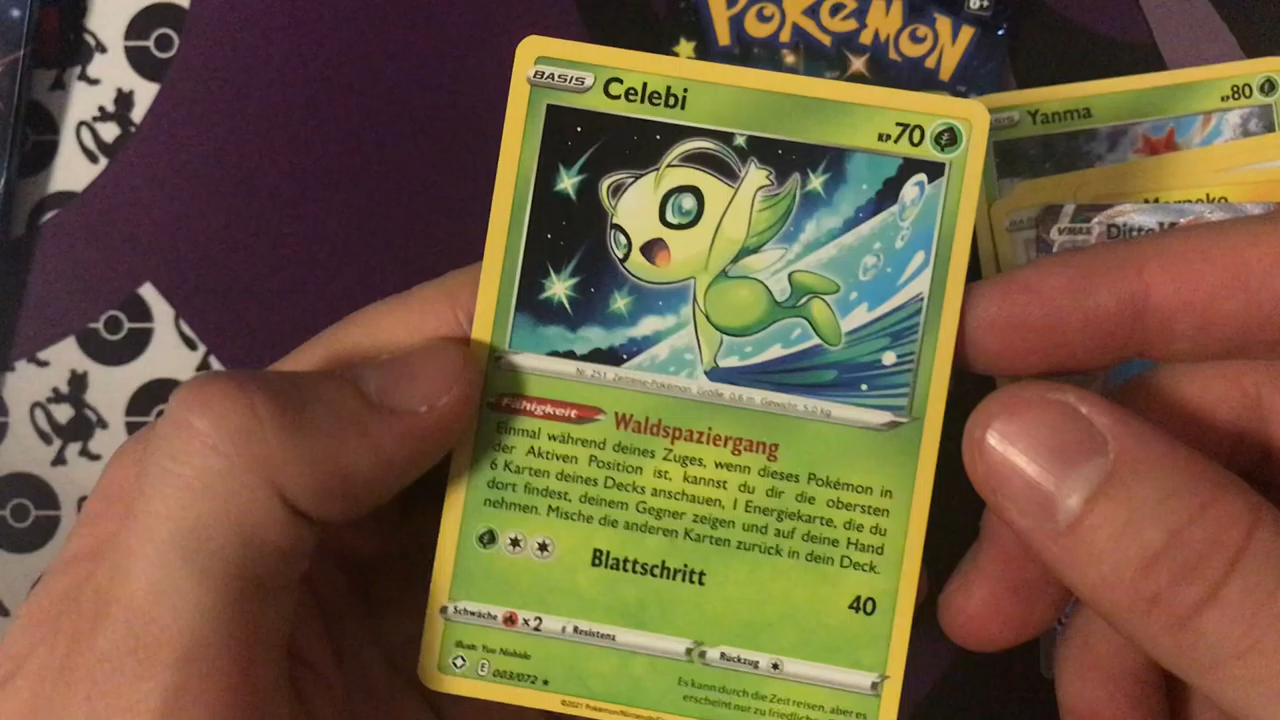 POKÉMON
6+
BASIS Celebi KP70
Yanma KP80
Morpeko
VMAX Ditto
Nr. 251 Zeitreise-Pokémon Größe: 0,6 m Gewicht: 5,0 kg
Fähigkeit Waldspaziergang
Einmal während deines Zuges, wenn dieses Pokémon in
der Aktiven Position ist, kannst du dir die obersten
6 Karten deines Decks anschauen, 1 Energiekarte, die du
dort findest, deinem Gegner zeigen und auf deine Hand
nehmen. Mische die anderen Karten zurück in dein Deck.
Blattschritt
40
Schwäche x2 Resistenz Rückzug
Illus. Yuu Nishida
E 003/072
Es kann durch die Zeit reisen, aber es
erscheint nur zu
©2021 Pokémon/Nintendo